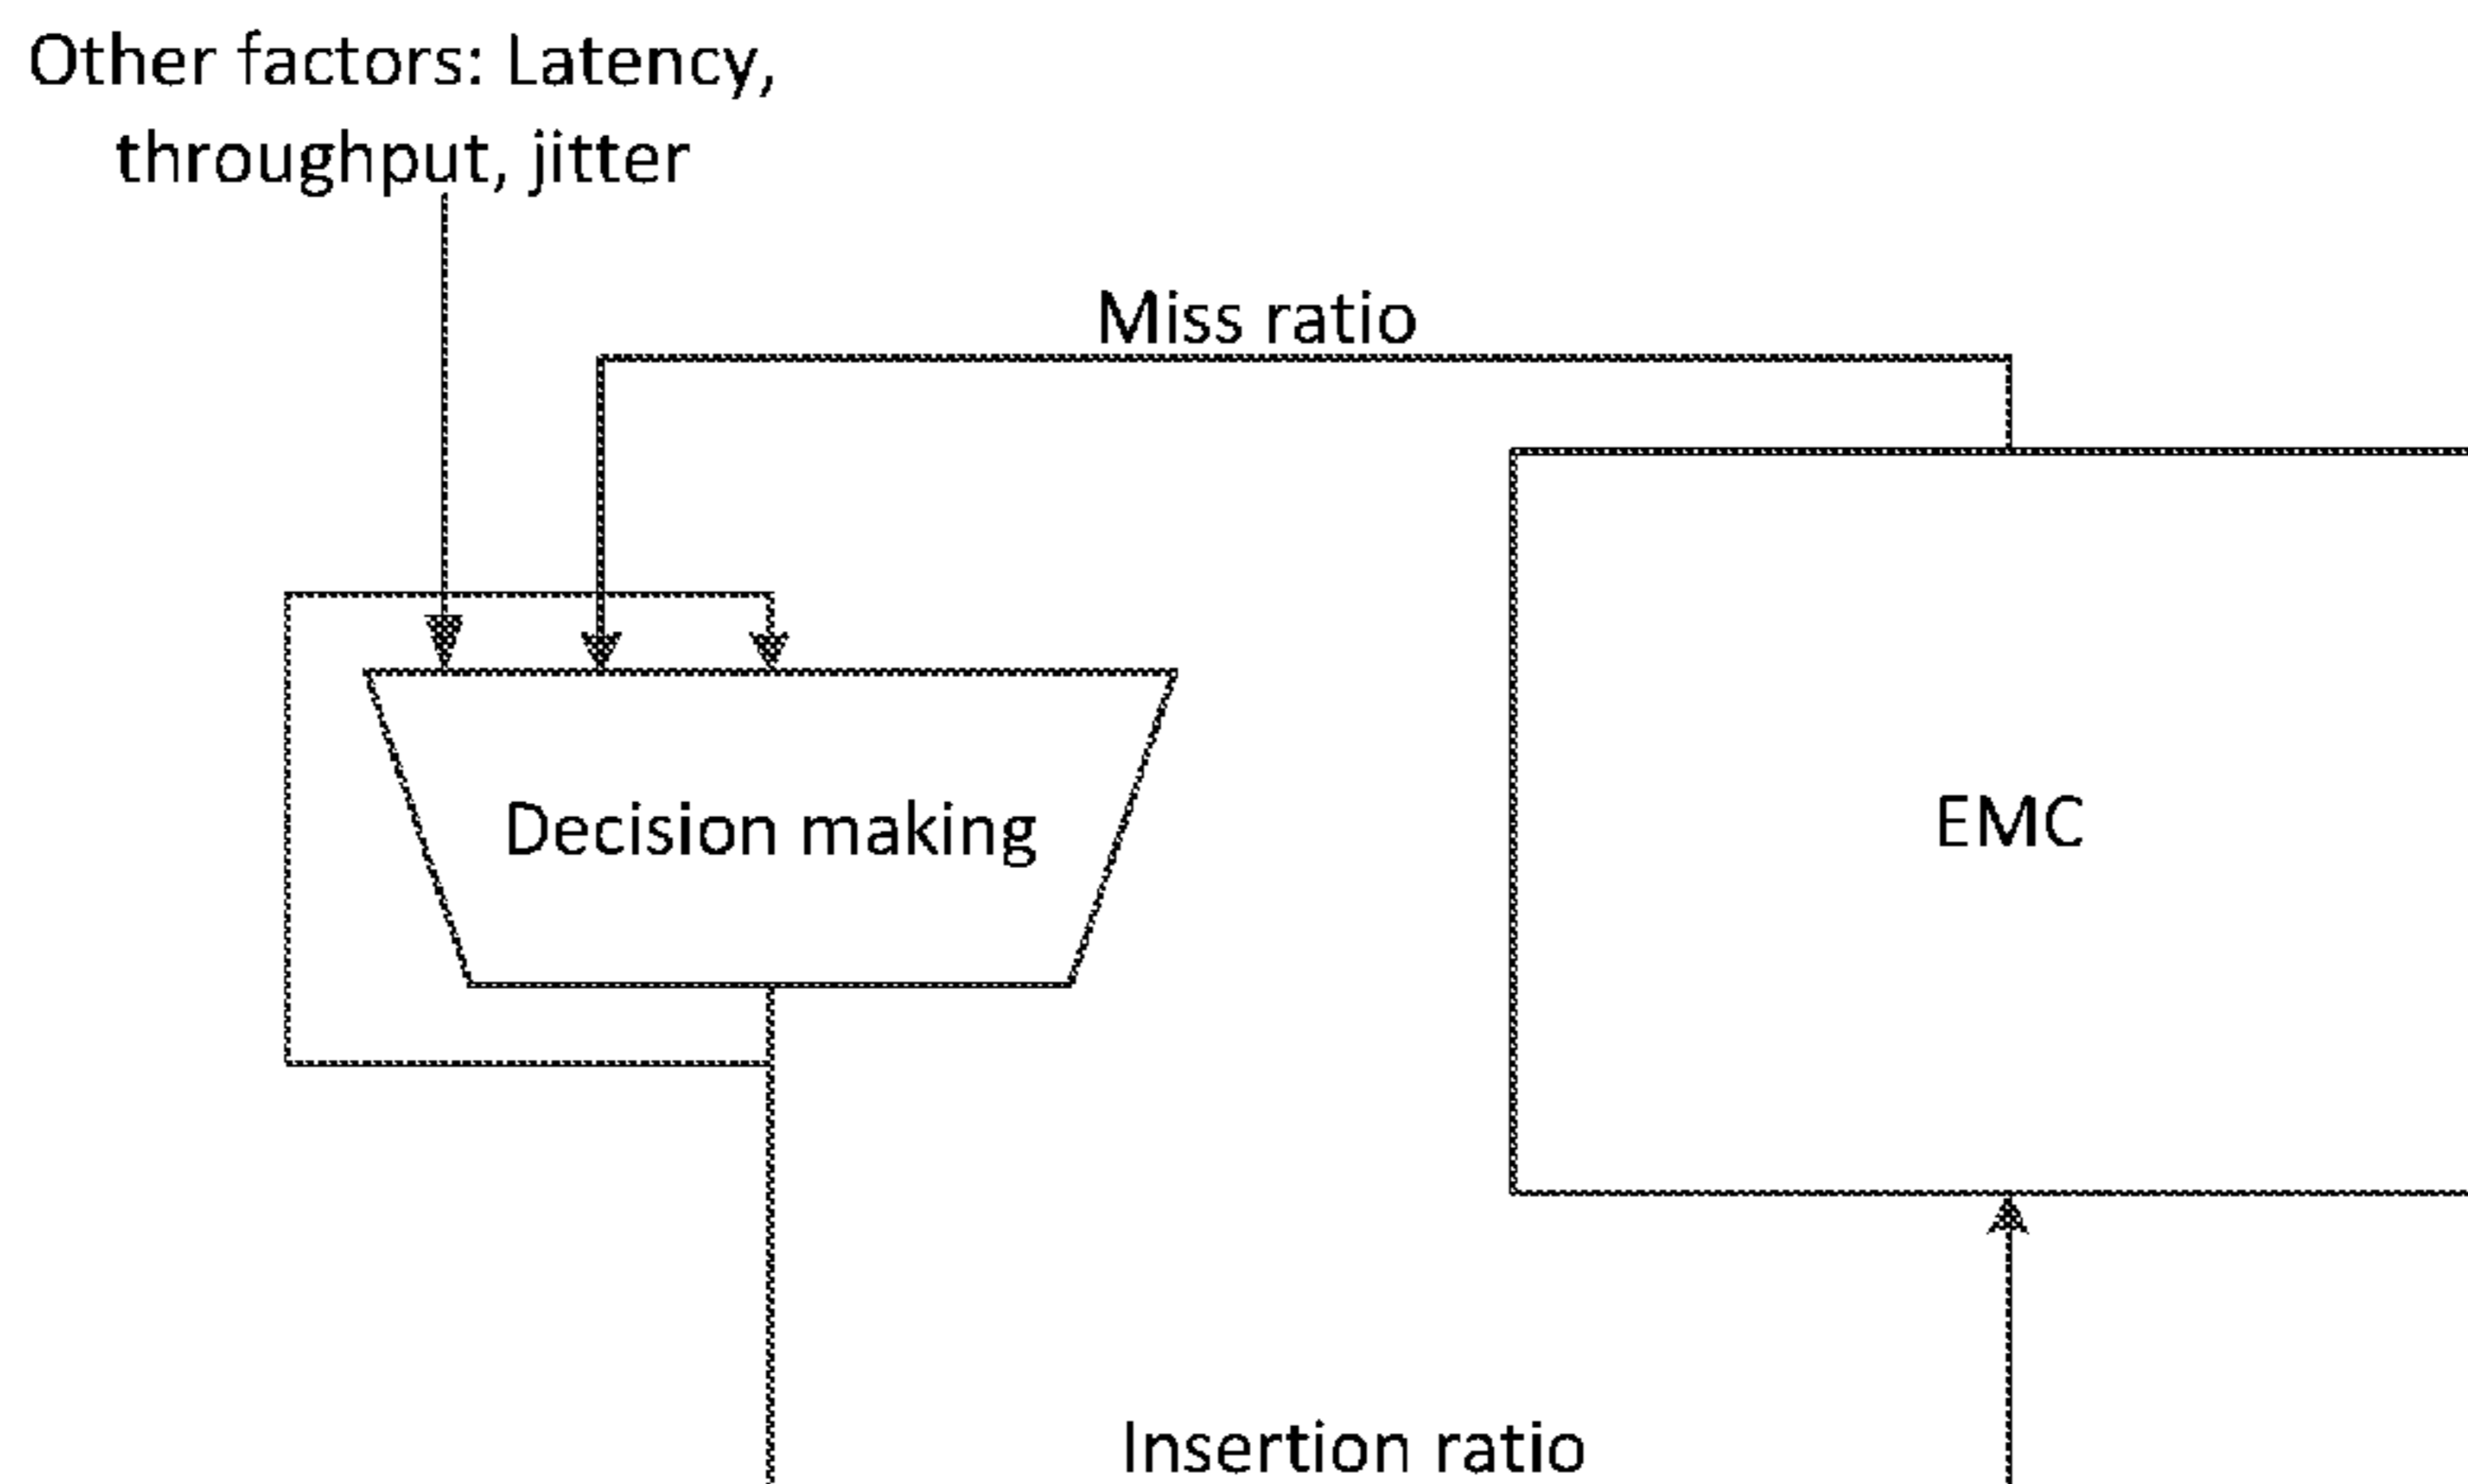 Other factors: Latency,
throughput, jitter
Miss ratio
Decision making
EMC
Insertion ratio